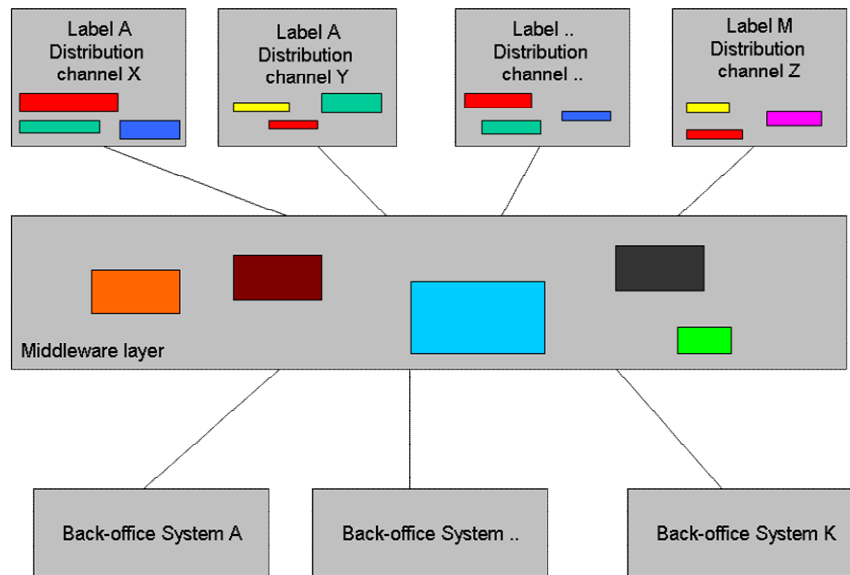 Label A
Distribution
channel X
Label A
Distribution
channel Y
Label ..
Distribution
channel ..
Label M
Distribution
channel Z
Middleware layer
Back-office System A
Back-office System ..
Back-office System K